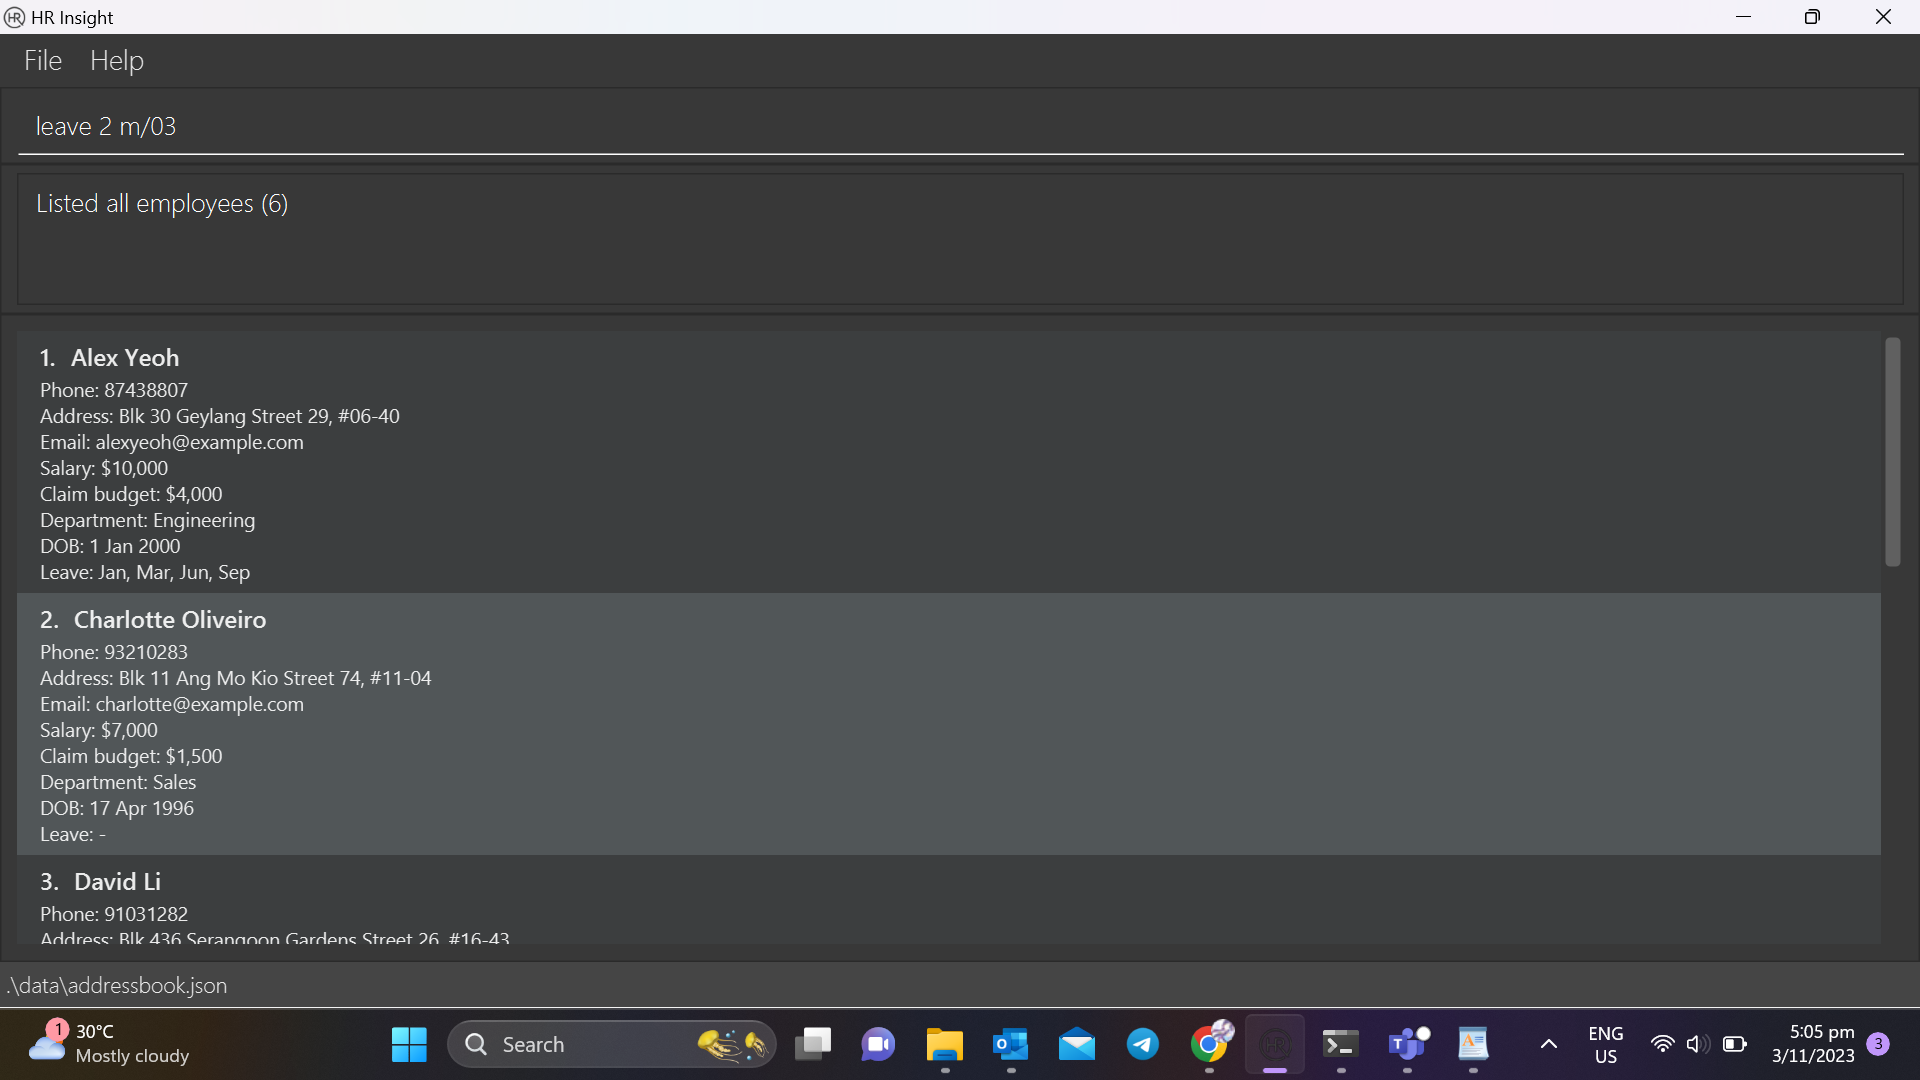 HR Insight
File Help
leave 2 m/03
Listed all employees (6)
1. Alex Yeoh
Phone: 87438807
Address: Blk 30 Geylang Street 29, #06-40
Email: alexyeoh@example.com
Salary: $10,000
Claim budget: $4,000
Department: Engineering
DOB: 1 Jan 2000
Leave: Jan, Mar, Jun, Sep
2. Charlotte Oliveiro
Phone: 93210283
Address: Blk 11 Ang Mo Kio Street 74, #11-04
Email: charlotte@example.com
Salary: $7,000
Claim budget: $1,500
Department: Sales
DOB: 17 Apr 1996
Leave: -
3. David Li
Phone: 91031282
Address: Blk 436 Serangoon Gardens Street 26, #16-43
.\data\addressbook.json
1
30°C
Mostly cloudy
Search
ENG
US
5:05 pm
3/11/2023
3